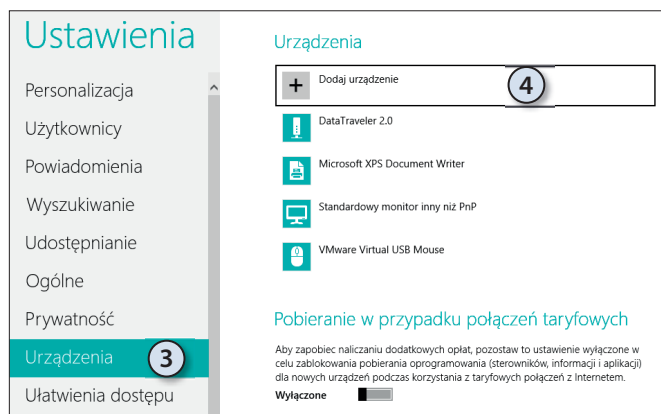 Ustawienia
Personalizacja
Użytkownicy
Powiadomienia
Wyszukiwanie
Udostępnianie
Ogólne
Prywatność
Urządzenia 3
Ułatwienia dostępu
Urządzenia
Dodaj urządzenie 4
DataTraveler 2.0
Microsoft XPS Document Writer
Standardowy monitor inny niż PnP
VMware Virtual USB Mouse
Pobieranie w przypadku połączeń taryfowych
Aby zapobiec naliczaniu dodatkowych opłat, pozostaw to ustawienie wyłączone w
celu zablokowania pobierania oprogramowania (sterowników, informacji i aplikacji)
dla nowych urządzeń podczas korzystania z taryfowych połączeń z Internetem.
Wyłączone